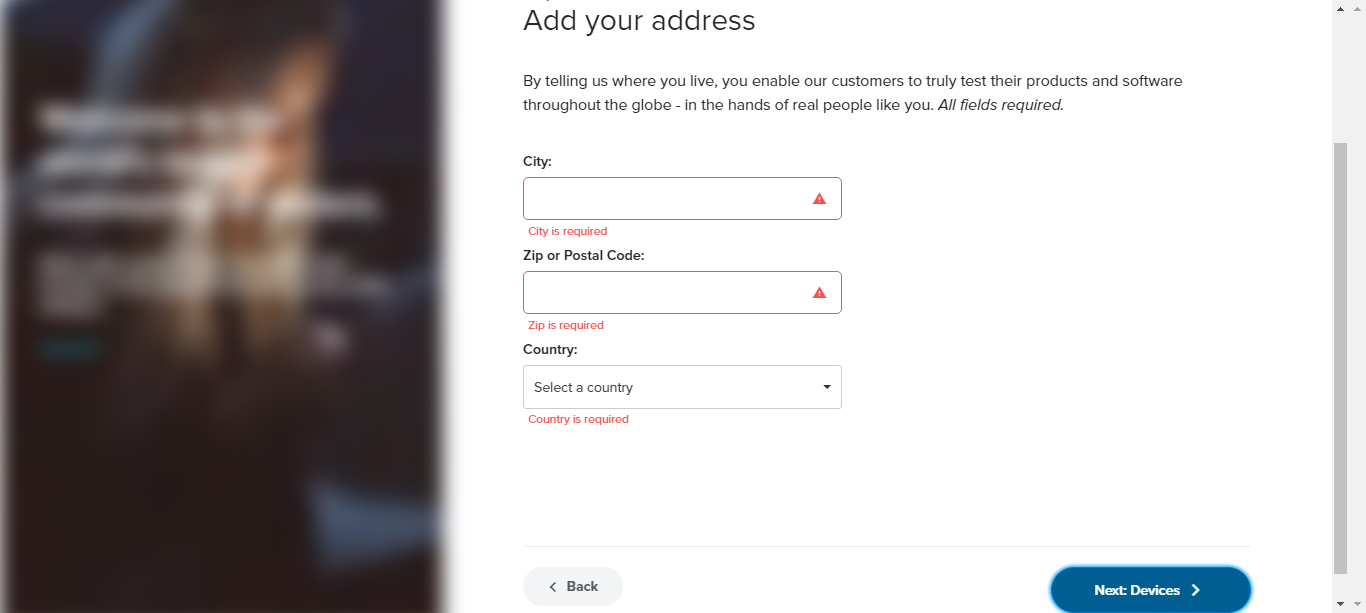 Add your address
By telling us where you live, you enable our customers to truly test their products and software
throughout the globe - in the hands of real people like you. All fields required.
City:
City is required
Zip or Postal Code:
Zip is required
Country:
Select a country
Country is required
Back
Next: Devices